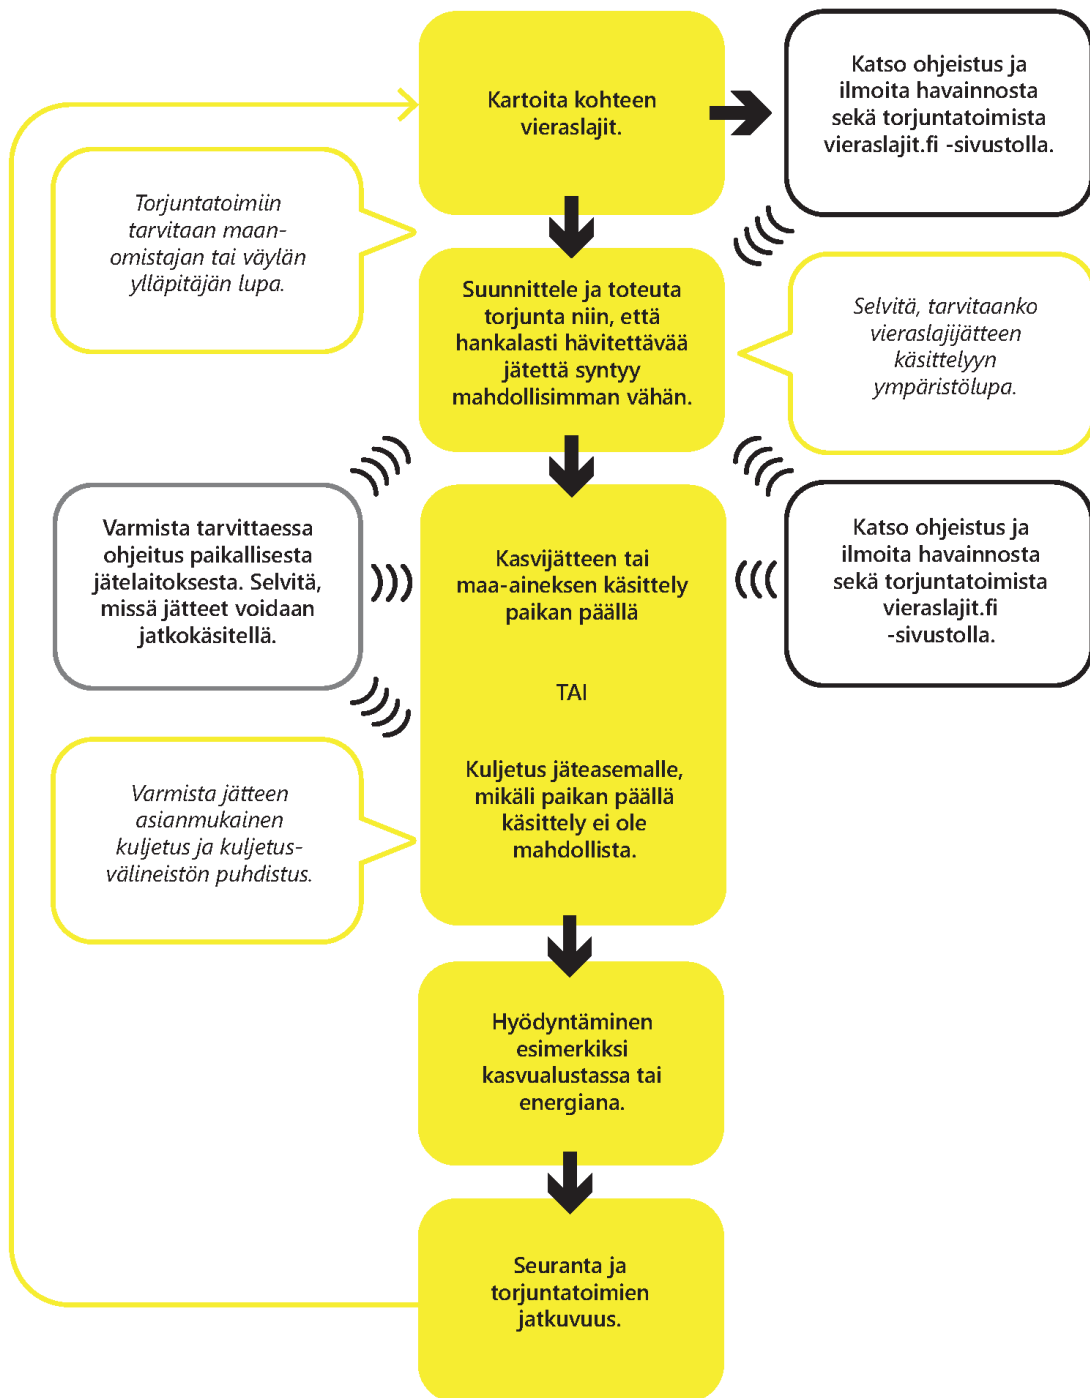 Kartoita kohteen
vieraslajit.
Katso ohjeistus ja
ilmoita havainnosta
sekä torjuntatoimista
vieraslajit.fi -sivustolla.
Torjuntatoimiin
tarvitaan maan-
omistajan tai väylän
ylläpitäjän lupa.
Suunnittele ja toteuta
torjunta niin, että
hankalasti hävitettävää
jätettä syntyy
mahdollisimman vähän.
Selvitä, tarvitaanko
vieraslajijätteen
käsittelyyn
ympäristölupa.
Varmista tarvittaessa
ohjeitus paikallisesta
jätelaitoksesta. Selvitä,
missä jätteet voidaan
jatkokäsitellä.
Kasvijätteen tai
maa-aineksen käsittely
paikan päällä
TAI
Kuljetus jäteasemalle,
mikäli paikan päällä
käsittely ei ole
mahdollista.
Katso ohjeistus ja
ilmoita havainnosta
sekä torjuntatoimista
vieraslajit.fi
-sivustolla.
Varmista jätteen
asianmukainen
kuljetus ja kuljetus-
välineistön puhdistus.
Hyödyntäminen
esimerkiksi
kasvualustassa tai
energiana.
Seuranta ja
torjuntatoimien
jatkuvuus.